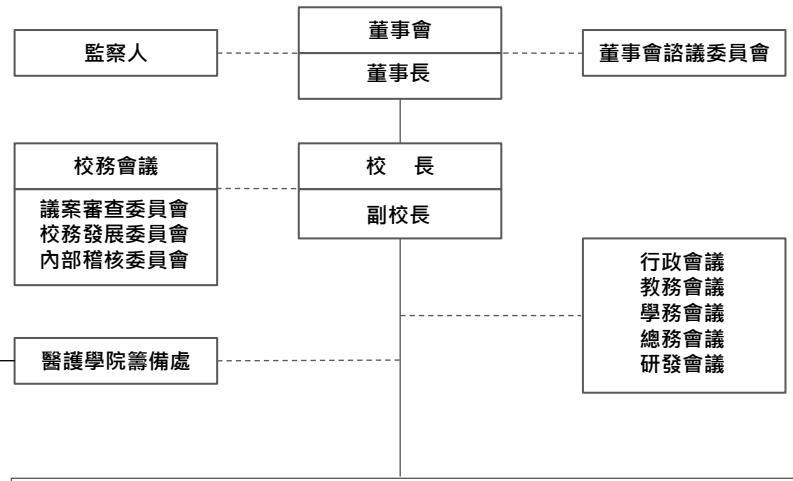 董事會
監察人
董事會諮議委員會
董事長
校務會議
校 長
議案審查委員會
副校長
校務發展委員會
內部稽核委員會
行政會議
教務會議
學務會議
總務會議
研發會議
醫護學院籌備處